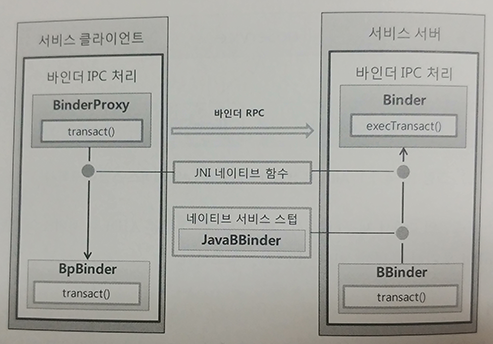 서비스 클라이언트
서비스 서버
바인더 IPC 처리
바인더 IPC 처리
BinderProxy
transact()
바인더 RPC
Binder
execTransact()
JNI 네이티브 함수
네이티브 서비스 스텁
JavaBBinder
BpBinder
transact()
BBinder
transact()